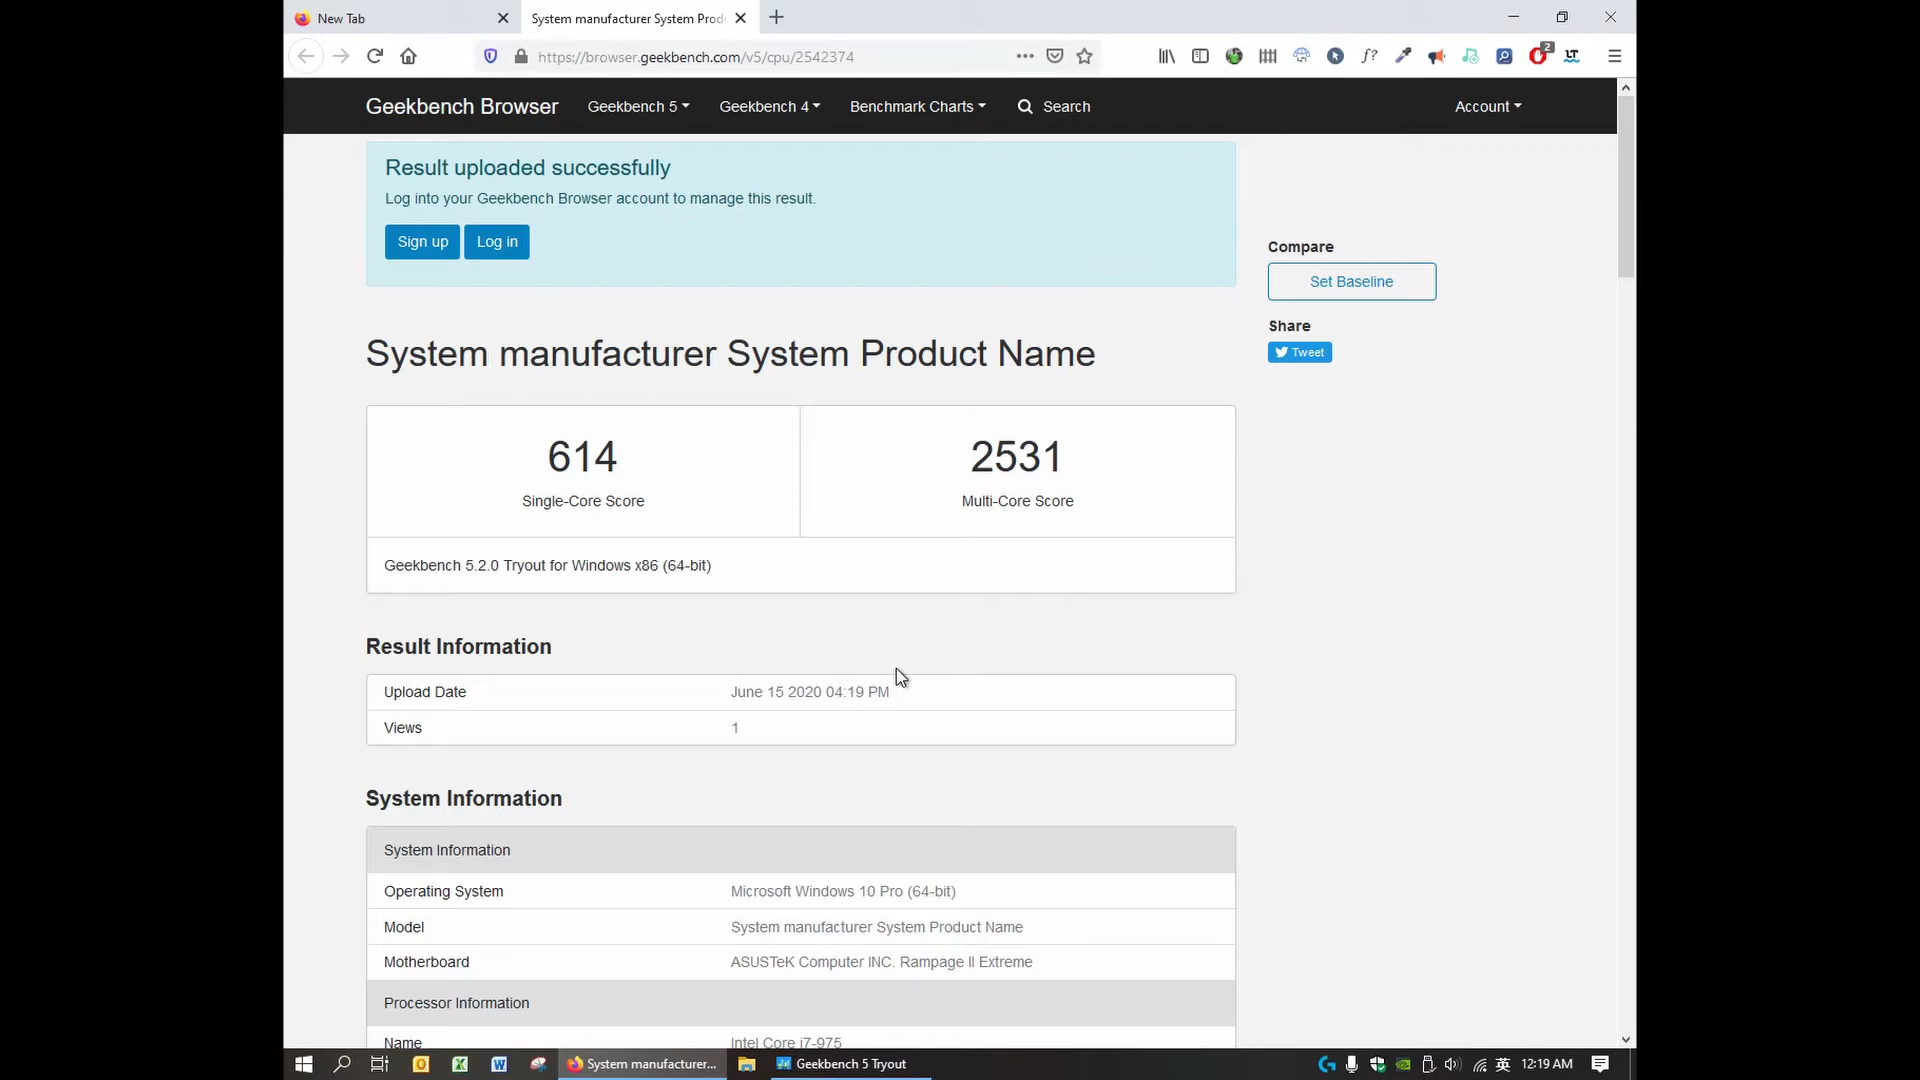 New Tab
System manufacturer System Prod
https://browser.geekbench.com/v5/cpu/2542374
2
Geekbench Browser Geekbench 5 Geekbench 4 Benchmark Charts Search Account
Result uploaded successfully
Log into your Geekbench Browser account to manage this result.
Sign up Log in
Compare
Set Baseline
Share
Tweet
System manufacturer System Product Name
614 2531
Single-Core Score Multi-Core Score
Geekbench 5.2.0 Tryout for Windows x86 (64-bit)
Result Information
Upload Date June 15 2020 04:19 PM
Views 1
System Information
System Information
Operating System Microsoft Windows 10 Pro (64-bit)
Model System manufacturer System Product Name
Motherboard ASUSTeK Computer INC. Rampage II Extreme
Processor Information
Name Intel Core i7-975
System manufacturer... Geekbench 5 Tryout 英 12:19 AM